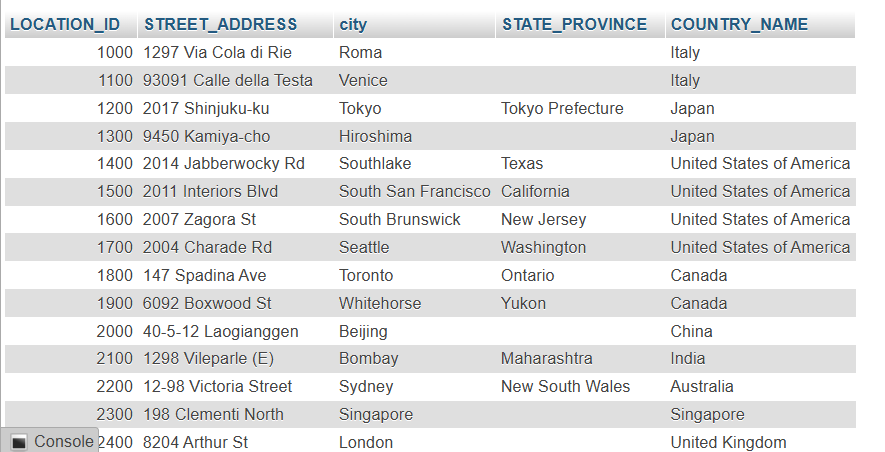 LOCATION_ID STREET_ADDRESS city STATE_PROVINCE COUNTRY_NAME
1000 1297 Via Cola di Rie Roma Italy
1100 93091 Calle della Testa Venice Italy
1200 2017 Shinjuku-ku Tokyo Tokyo Prefecture Japan
1300 9450 Kamiya-cho Hiroshima Japan
1400 2014 Jabberwocky Rd Southlake Texas United States of America
1500 2011 Interiors Blvd South San Francisco California United States of America
1600 2007 Zagora St South Brunswick New Jersey United States of America
1700 2004 Charade Rd Seattle Washington United States of America
1800 147 Spadina Ave Toronto Ontario Canada
1900 6092 Boxwood St Whitehorse Yukon Canada
2000 40-5-12 Laogianggen Beijing China
2100 1298 Vileparle (E) Bombay Maharashtra India
2200 12-98 Victoria Street Sydney New South Wales Australia
2300 198 Clementi North Singapore Singapore
Console 2400 8204 Arthur St London United Kingdom